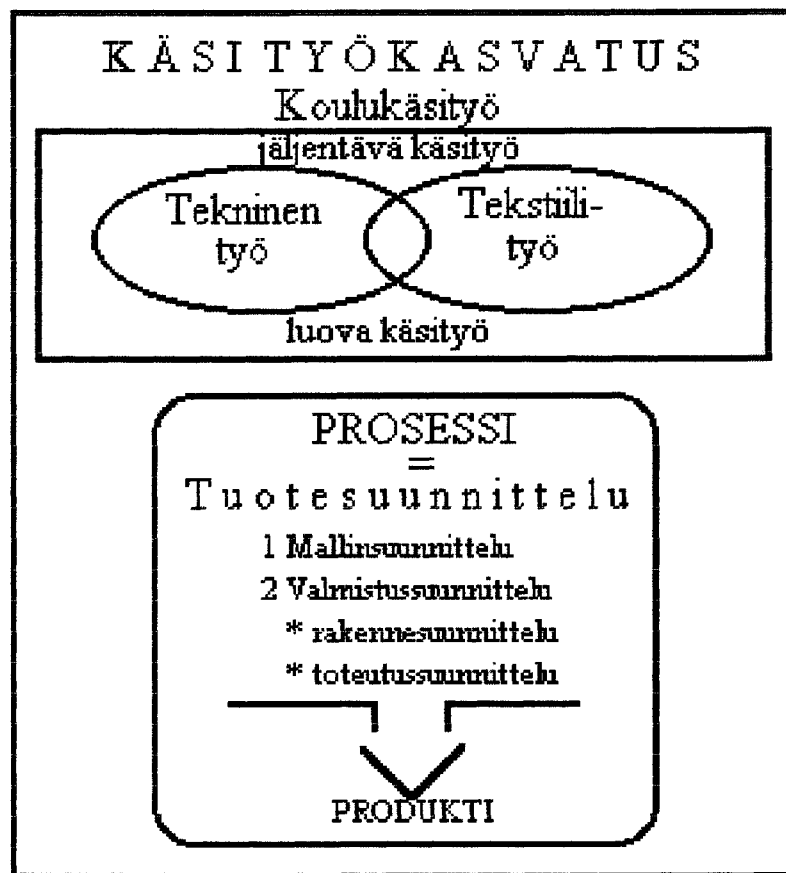 KÄSITYÖKASVATUS
Koulukäsityö
jäljentävä käsityö
Tekninen
työ
Tekstiili-
työ
luova käsityö
PROSESSI
=
Tuotesuunnittelu
1 Mallinsuunnittelu
2 Valmistussuunnittelu
* rakennesuunnittelu
* toteutussuunnittelu
PRODUKTI